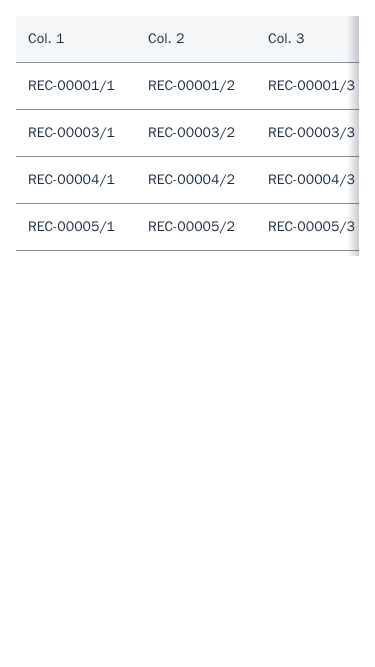 Col. 1 Col. 2 Col. 3
REC-00001/1 REC-00001/2 REC-00001/3
REC-00003/1 REC-00003/2 REC-00003/3
REC-00004/1 REC-00004/2 REC-00004/3
REC-00005/1 REC-00005/2 REC-00005/3